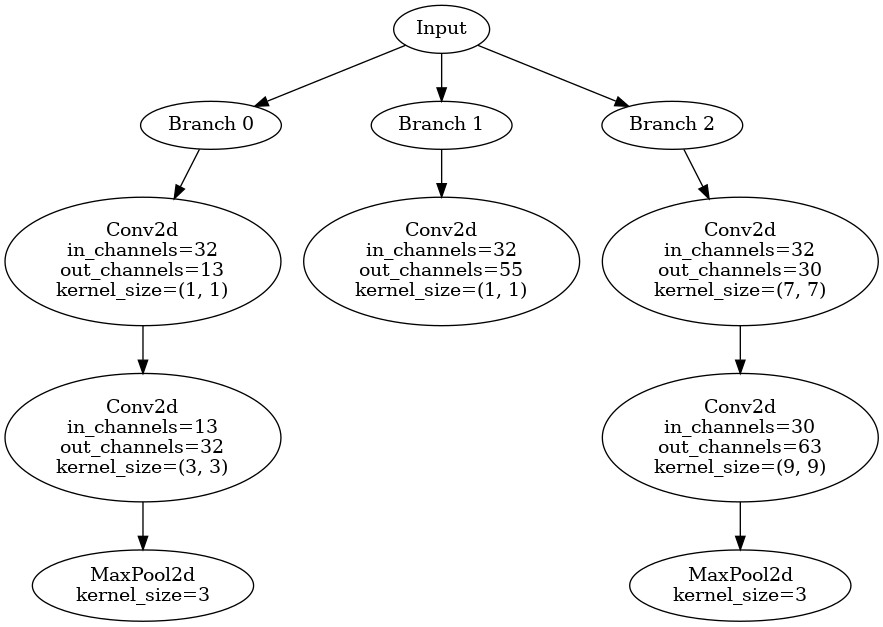 Input
Branch 0
Branch 1
Branch 2
Conv2d
in_channels=32
out_channels=13
kernel_size=(1, 1)
Conv2d
in_channels=32
out_channels=55
kernel_size=(1, 1)
Conv2d
in_channels=32
out_channels=30
kernel_size=(7, 7)
Conv2d
in_channels=13
out_channels=32
kernel_size=(3, 3)
Conv2d
in_channels=30
out_channels=63
kernel_size=(9, 9)
MaxPool2d
kernel_size=3
MaxPool2d
kernel_size=3